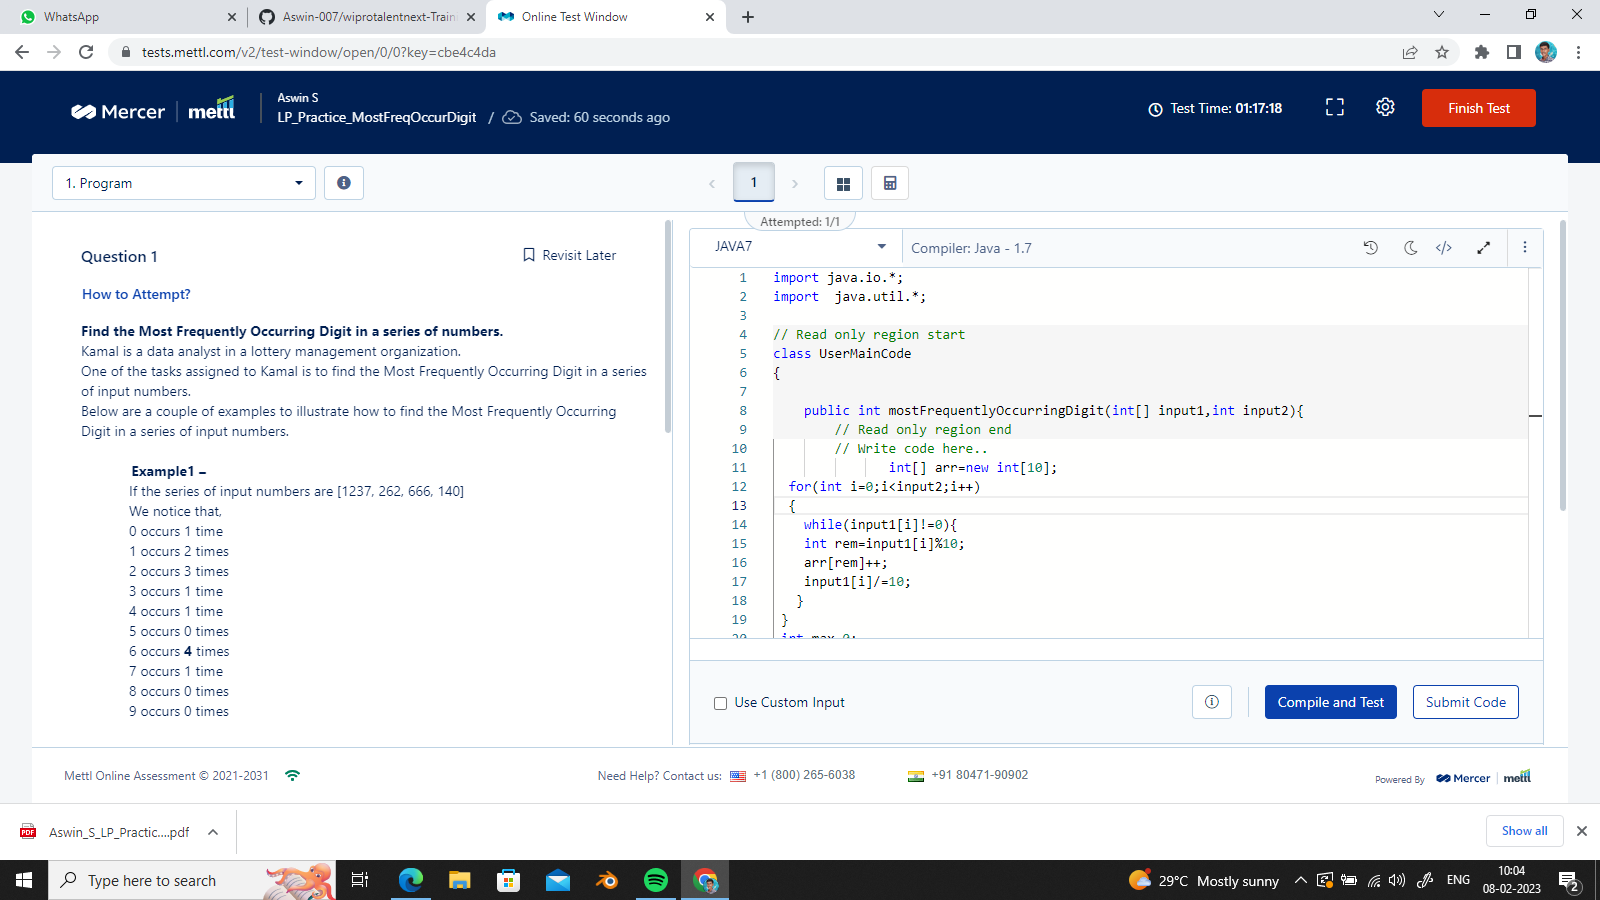 WhatsApp
Aswin-007/wiprotalentnext-Train
Online Test Window
tests.mettl.com/v2/test-window/open/0/0?key=cbe4c4da
Mercer
mettl
Aswin S
LP_Practice_MostFreqOccurDigit / Saved: 60 seconds ago
Test Time: 01:17:18
Finish Test
1. Program
1
Attempted: 1/1
Question 1
Revisit Later
How to Attempt?
Find the Most Frequently Occurring Digit in a series of numbers.
Kamal is a data analyst in a lottery management organization.
One of the tasks assigned to Kamal is to find the Most Frequently Occurring Digit in a series
of input numbers.
Below are a couple of examples to illustrate how to find the Most Frequently Occurring
Digit in a series of input numbers.
Example1 –
If the series of input numbers are [1237, 262, 666, 140]
We notice that,
0 occurs 1 time
1 occurs 2 times
2 occurs 3 times
3 occurs 1 time
4 occurs 1 time
5 occurs 0 times
6 occurs 4 times
7 occurs 1 time
8 occurs 0 times
9 occurs 0 times
JAVA7
Compiler: Java - 1.7
1 import java.io.*;
2 import java.util.*;
3
4 // Read only region start
5 class UserMainCode
6 {
7
8 public int mostFrequentlyOccurringDigit(int[] input1,int input2){
9 // Read only region end
10 // Write code here..
11 int[] arr=new int[10];
12 for(int i=0;i<input2;i++)
13 {
14 while(input1[i]!=0){
15 int rem=input1[i]%10;
16 arr[rem]++;
17 input1[i]/=10;
18 }
19 }
20 int max=0;
Use Custom Input
Compile and Test
Submit Code
Mettl Online Assessment © 2021-2031
Need Help? Contact us:
+1 (800) 265-6038
+91 80471-90902
Powered By
Mercer
mettl
PDF
Aswin_S_LP_Practic....pdf
Show all
Type here to search
29°C Mostly sunny
ENG
10:04
08-02-2023
2